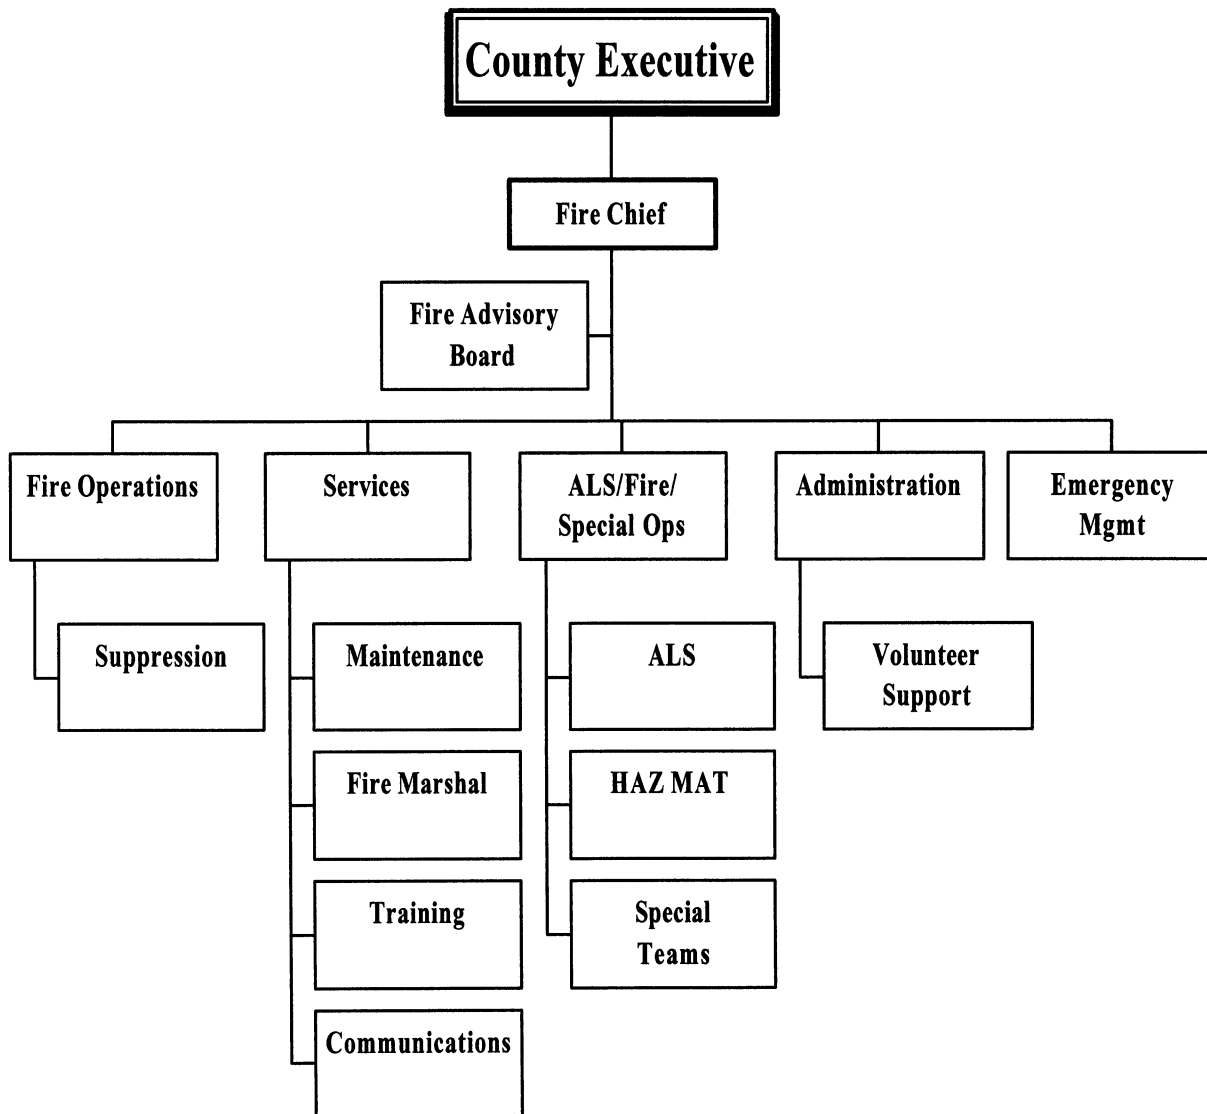 County Executive
Fire Chief
Fire Advisory
Board
Fire Operations
Services
ALS/Fire/
Special Ops
Administration
Emergency
Mgmt
Suppression
Maintenance
ALS
Volunteer
Support
Fire Marshal
HAZ MAT
Training
Special
Teams
Communications